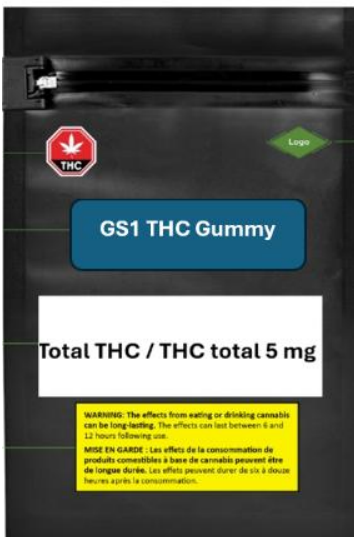 THC
Logo
GS1 THC Gummy
Total THC / THC total 5 mg
WARNING: The effects from eating or drinking cannabis
can be long-lasting. The effects can last between 6 and
12 hours following use.
MISE EN GARDE : Les effets de la consommation de
produits comestibles à base de cannabis peuvent être
de longue durée. Les effets peuvent durer de six à douze
heures après la consommation.